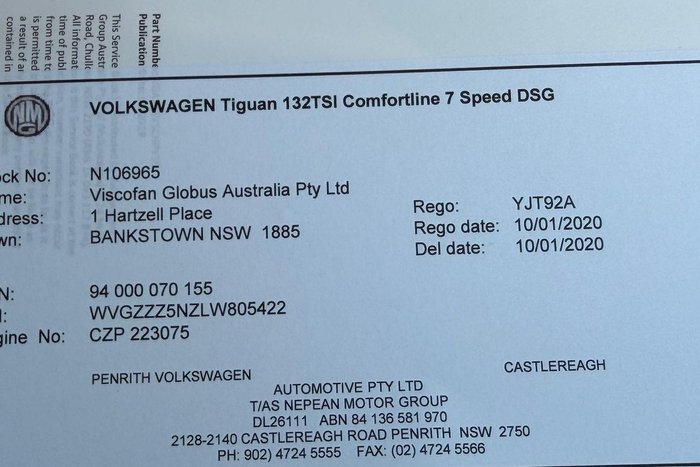 Part Numbe
Publication
This Service
Group Austr
Road, Chull
All informat
time of publ
from time to
is permitted
a result of a
contained in
VOLKSWAGEN Tiguan 132TSI Comfortline 7 Speed DSG
ock No: N106965
me: Viscofan Globus Australia Pty Ltd
dress: 1 Hartzell Place
wn: BANKSTOWN NSW 1885
Rego: YJT92A
Rego date: 10/01/2020
Del date: 10/01/2020
N: 94 000 070 155
WVGZZZ5NZLW805422
gine No: CZP 223075
PENRITH VOLKSWAGEN CASTLEREAGH
AUTOMOTIVE PTY LTD
T/AS NEPEAN MOTOR GROUP
DL26111 ABN 84 136 581 970
2128-2140 CASTLEREAGH ROAD PENRITH NSW 2750
PH: 902) 4724 5555 FAX: (02) 4724 5566